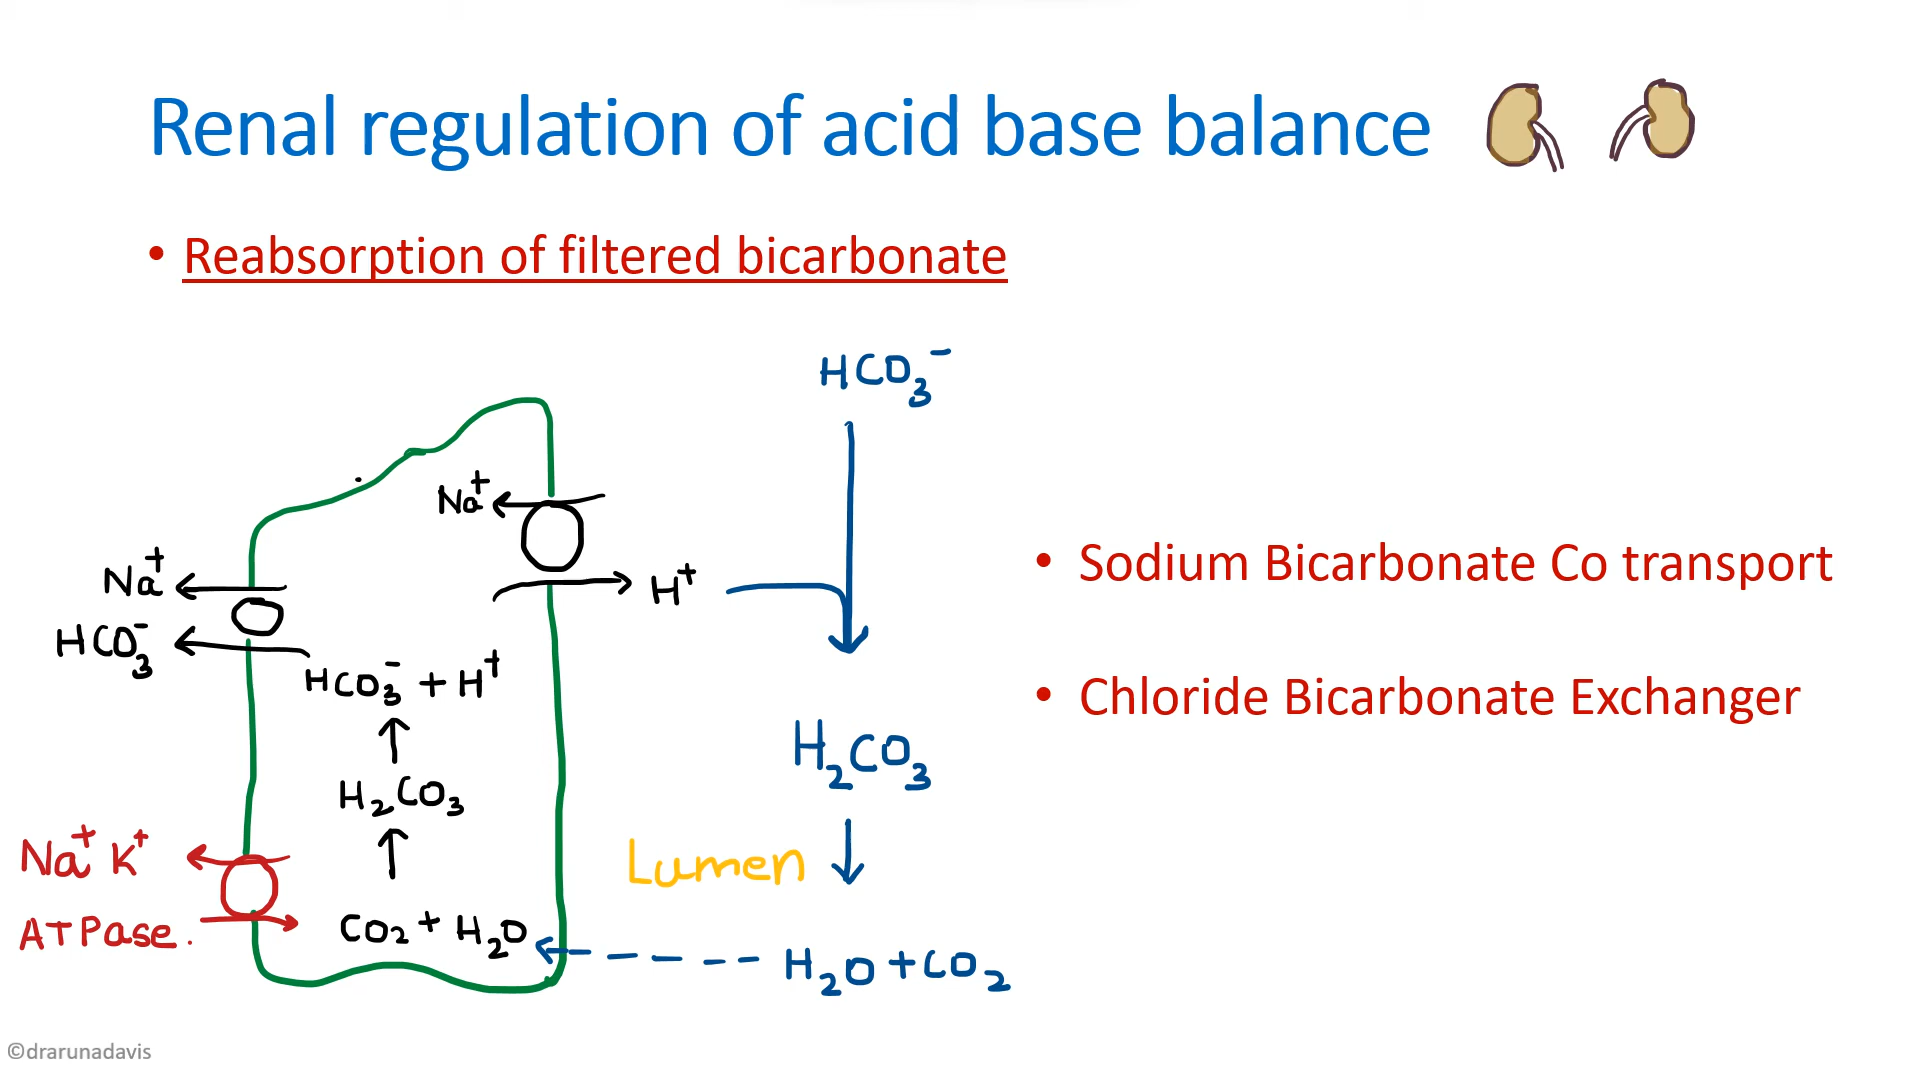 Renal regulation of acid base balance
• Reabsorption of filtered bicarbonate
HCO₃⁻
Na⁺
Na⁺
H⁺
HCO₃⁻
HCO₃⁻ + H⁺
H₂CO₃
H₂CO₃
Lumen
Na⁺ K⁺
ATPase.
CO₂ + H₂O
H₂O + CO₂
• Sodium Bicarbonate Co transport
• Chloride Bicarbonate Exchanger
©drarunadavis